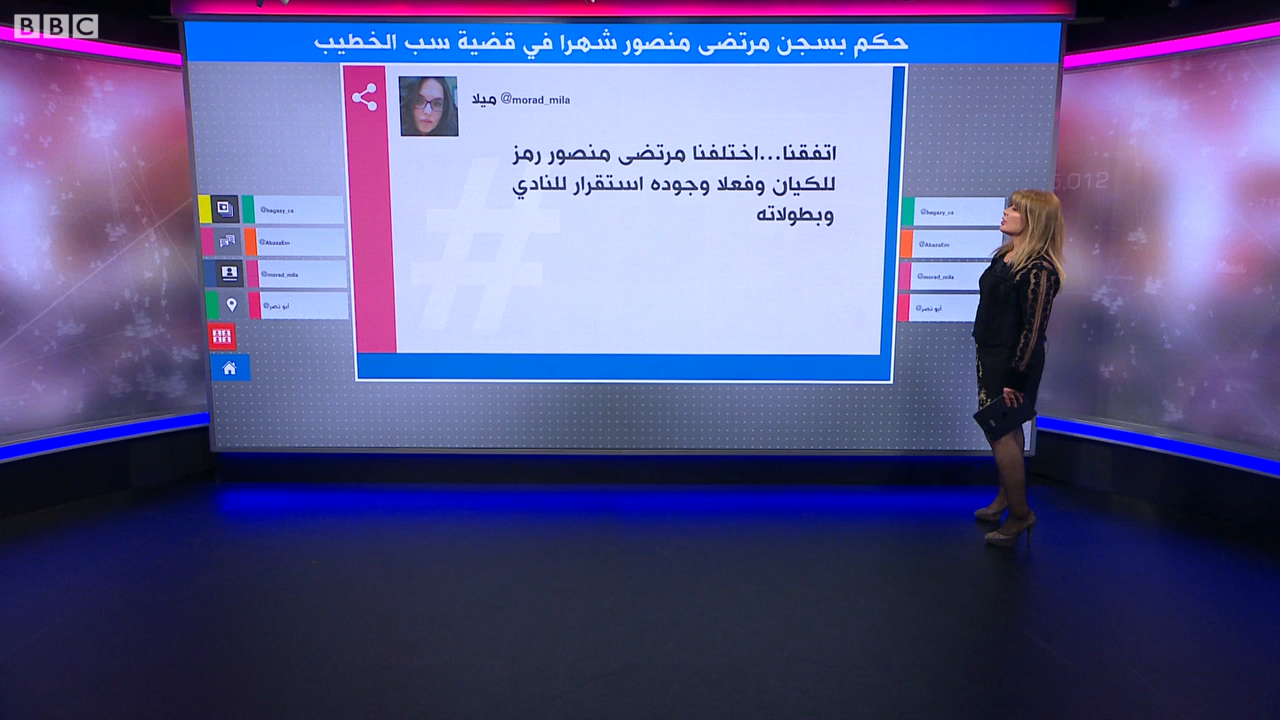 BBC
حكم بسجن مرتضى منصور شهرا في قضية سب الخطيب
ميلا @morad_mila
اتفقنا...اختلفنا مرتضى منصور رمز
للكيان وفعلا وجوده استقرار للنادي
وبطولاته
#
@hegazy_ca
@AbazaEm
@morad_mila
@أبو نصر
@hegazy_ca
@AbazaEm
@morad_mila
@أبو نصر